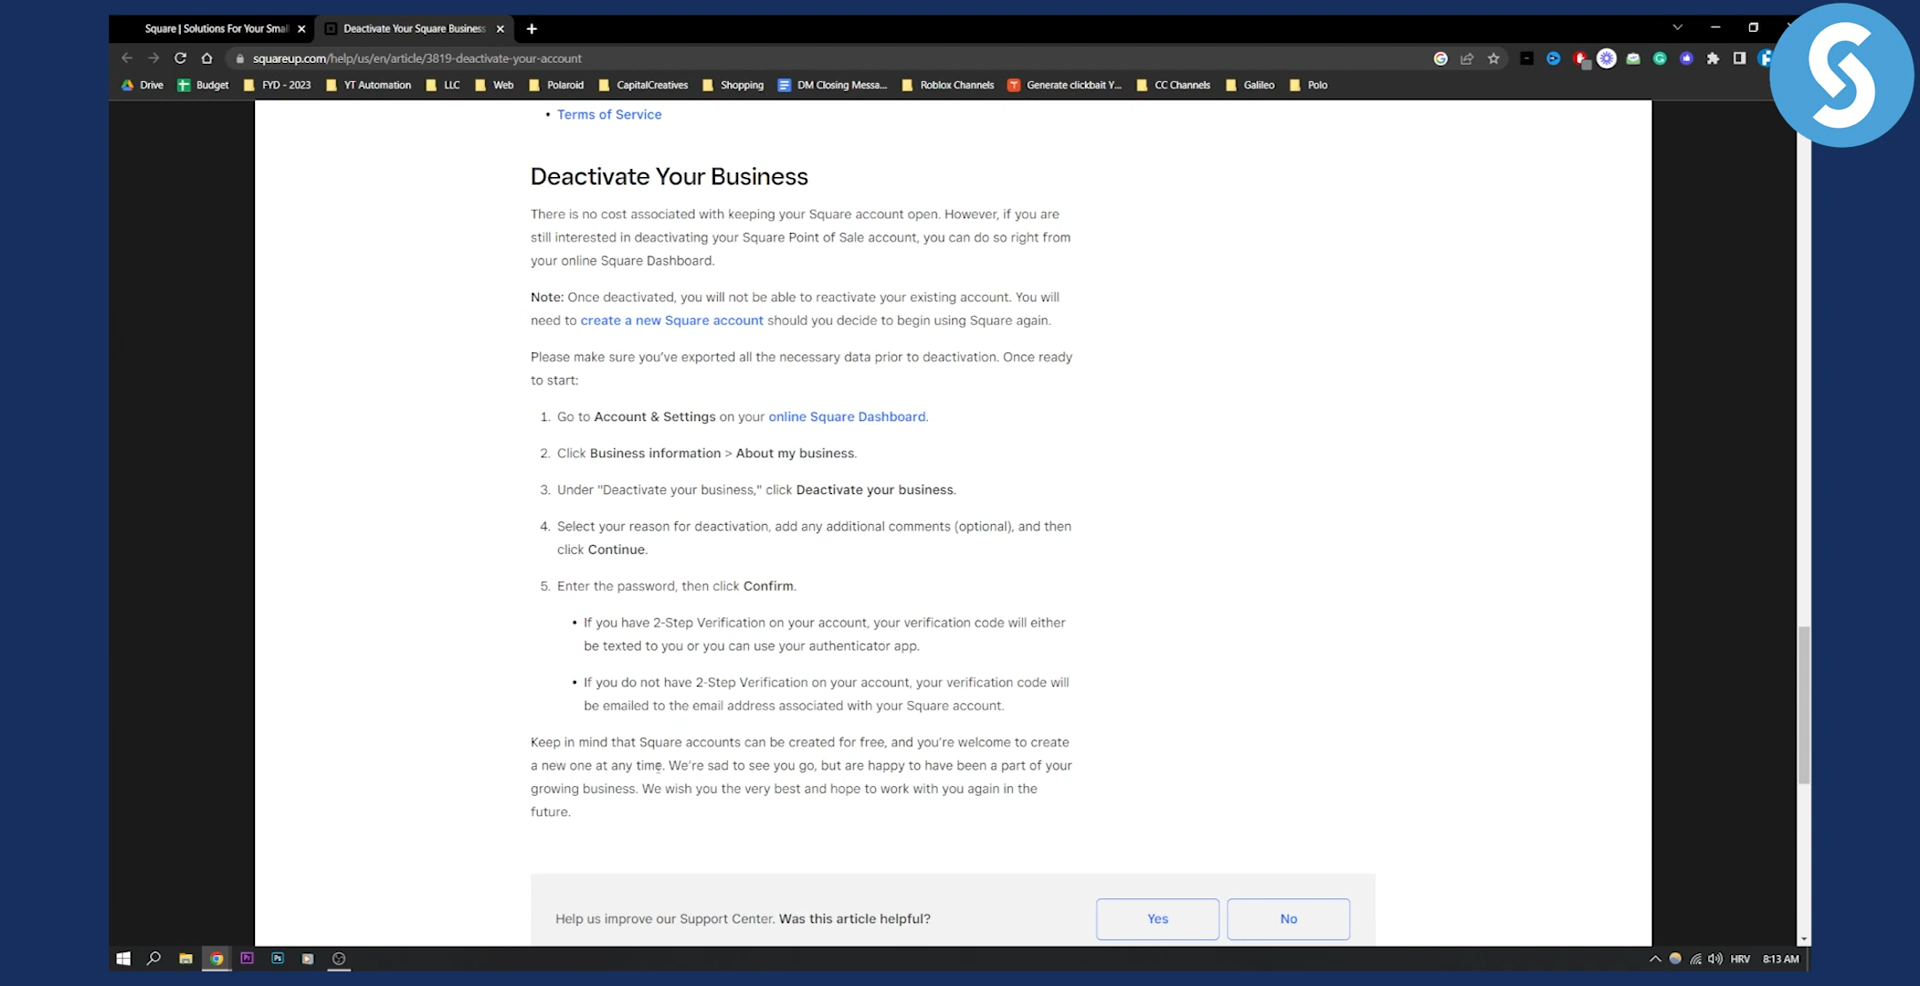 Square | Solutions For Your Smal
Deactivate Your Square Business
squareup.com/help/us/en/article/3819-deactivate-your-account
Drive Budget FYD - 2023 YT Automation LLC Web Polaroid CapitalCreatives Shopping DM Closing Messa... Roblox Channels Generate clickbait Y... CC Channels Galileo Polo
• Terms of Service
Deactivate Your Business
There is no cost associated with keeping your Square account open. However, if you are
still interested in deactivating your Square Point of Sale account, you can do so right from
your online Square Dashboard.
Note: Once deactivated, you will not be able to reactivate your existing account. You will
need to create a new Square account should you decide to begin using Square again.
Please make sure you've exported all the necessary data prior to deactivation. Once ready
to start:
1. Go to Account & Settings on your online Square Dashboard.
2. Click Business information > About my business.
3. Under "Deactivate your business," click Deactivate your business.
4. Select your reason for deactivation, add any additional comments (optional), and then
click Continue.
5. Enter the password, then click Confirm.
• If you have 2-Step Verification on your account, your verification code will either
be texted to you or you can use your authenticator app.
• If you do not have 2-Step Verification on your account, your verification code will
be emailed to the email address associated with your Square account.
Keep in mind that Square accounts can be created for free, and you're welcome to create
a new one at any time. We're sad to see you go, but are happy to have been a part of your
growing business. We wish you the very best and hope to work with you again in the
future.
Help us improve our Support Center. Was this article helpful?
Yes
No
Pr
Ps
HRV
8:13 AM